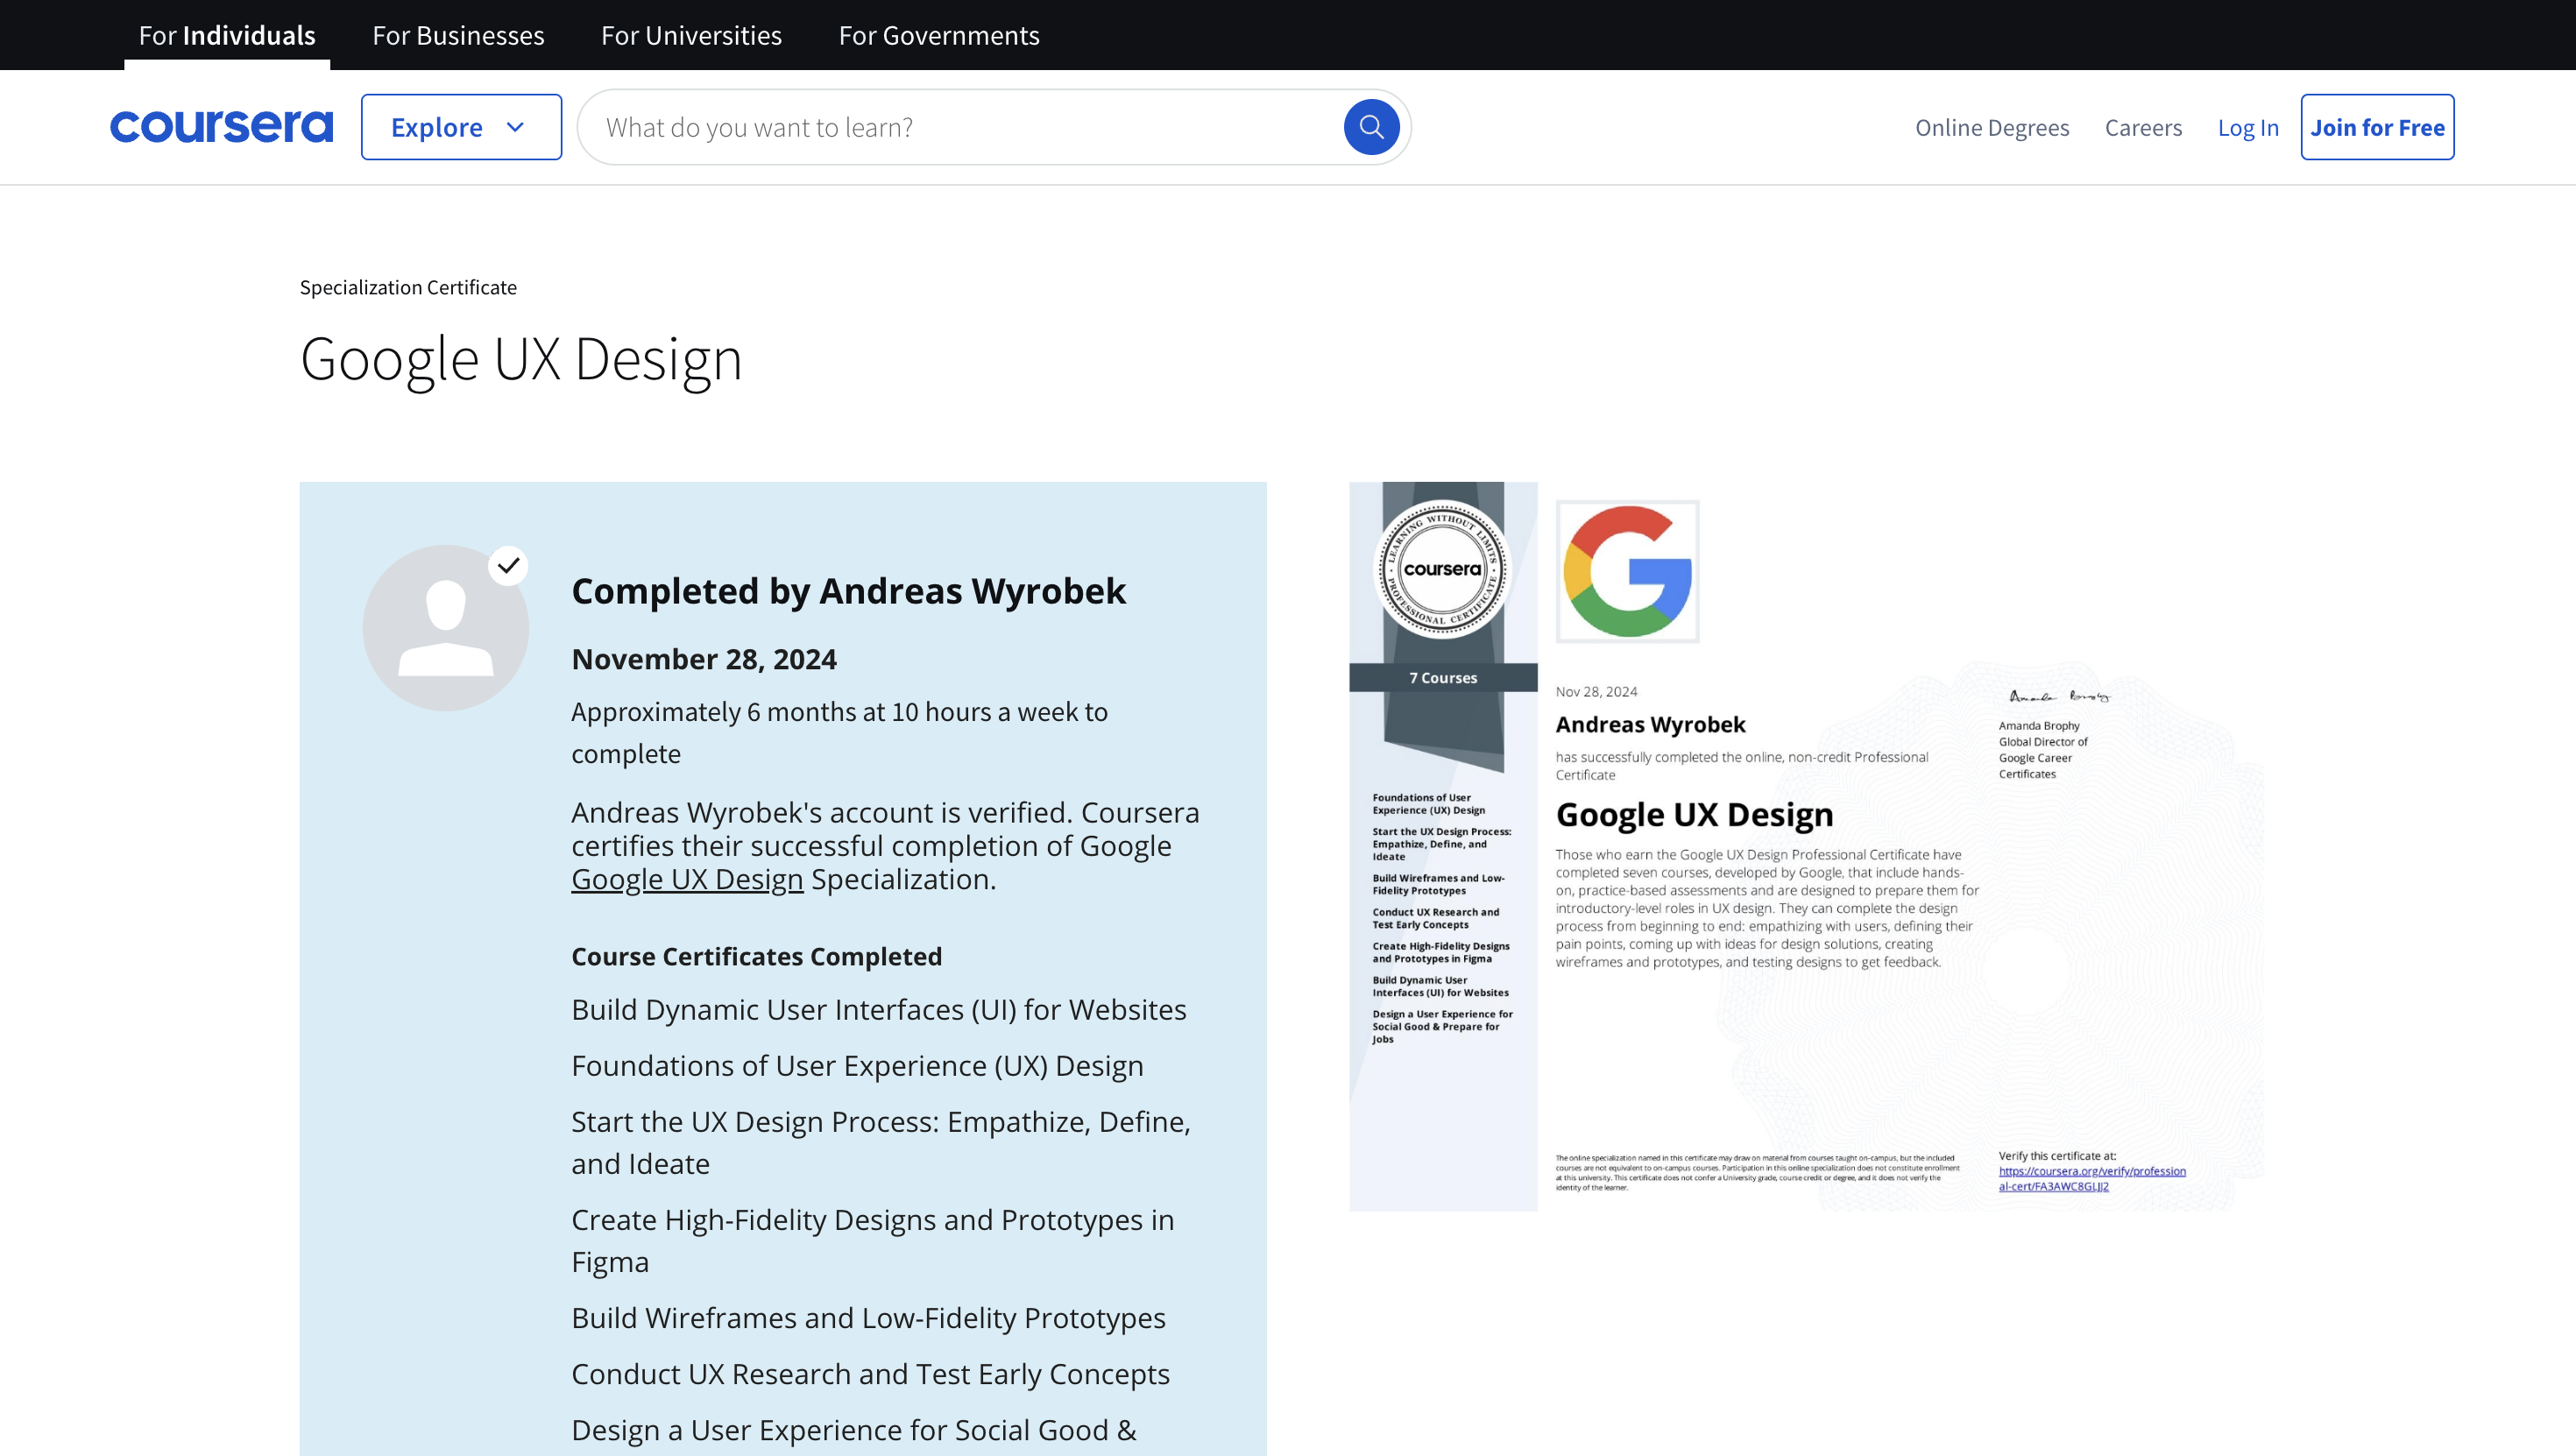 For Individuals
For Businesses
For Universities
For Governments
coursera
Explore
What do you want to learn?
Online Degrees
Careers
Log In
Join for Free
Specialization Certificate
Google UX Design
Completed by Andreas Wyrobek
November 28, 2024
Approximately 6 months at 10 hours a week to
complete
Andreas Wyrobek's account is verified. Coursera
certifies their successful completion of Google
Google UX Design Specialization.
Course Certificates Completed
Build Dynamic User Interfaces (UI) for Websites
Foundations of User Experience (UX) Design
Start the UX Design Process: Empathize, Define,
and Ideate
Create High-Fidelity Designs and Prototypes in
Figma
Build Wireframes and Low-Fidelity Prototypes
Conduct UX Research and Test Early Concepts
Design a User Experience for Social Good &
LEARNING WITHOUT LIMITS
coursera
PROFESSIONAL CERTIFICATE
7 Courses
Foundations of User
Experience (UX) Design
Start the UX Design Process:
Empathize, Define, and
Ideate
Build Wireframes and Low-
Fidelity Prototypes
Conduct UX Research and
Test Early Concepts
Create High-Fidelity Designs
and Prototypes in Figma
Build Dynamic User
Interfaces (UI) for Websites
Design a User Experience for
Social Good & Prepare for
Jobs
Nov 28, 2024
Andreas Wyrobek
has successfully completed the online, non-credit Professional
Certificate
Google UX Design
Those who earn the Google UX Design Professional Certificate have
completed seven courses, developed by Google, that include hands-
on, practice-based assessments and are designed to prepare them for
introductory-level roles in UX design. They can complete the design
process from beginning to end: empathizing with users, defining their
pain points, coming up with ideas for design solutions, creating
wireframes and prototypes, and testing designs to get feedback.
Amanda Brophy
Global Director of
Google Career
Certificates
The online specialization named in this certificate may draw on material from courses taught on-campus, but the included
courses are not equivalent to on-campus courses. Participation in this online specialization does not constitute enrollment
at this university. This certificate does not confer a University grade, course credit or degree, and it does not verify the
identity of the learner.
Verify this certificate at:
https://coursera.org/verify/profession